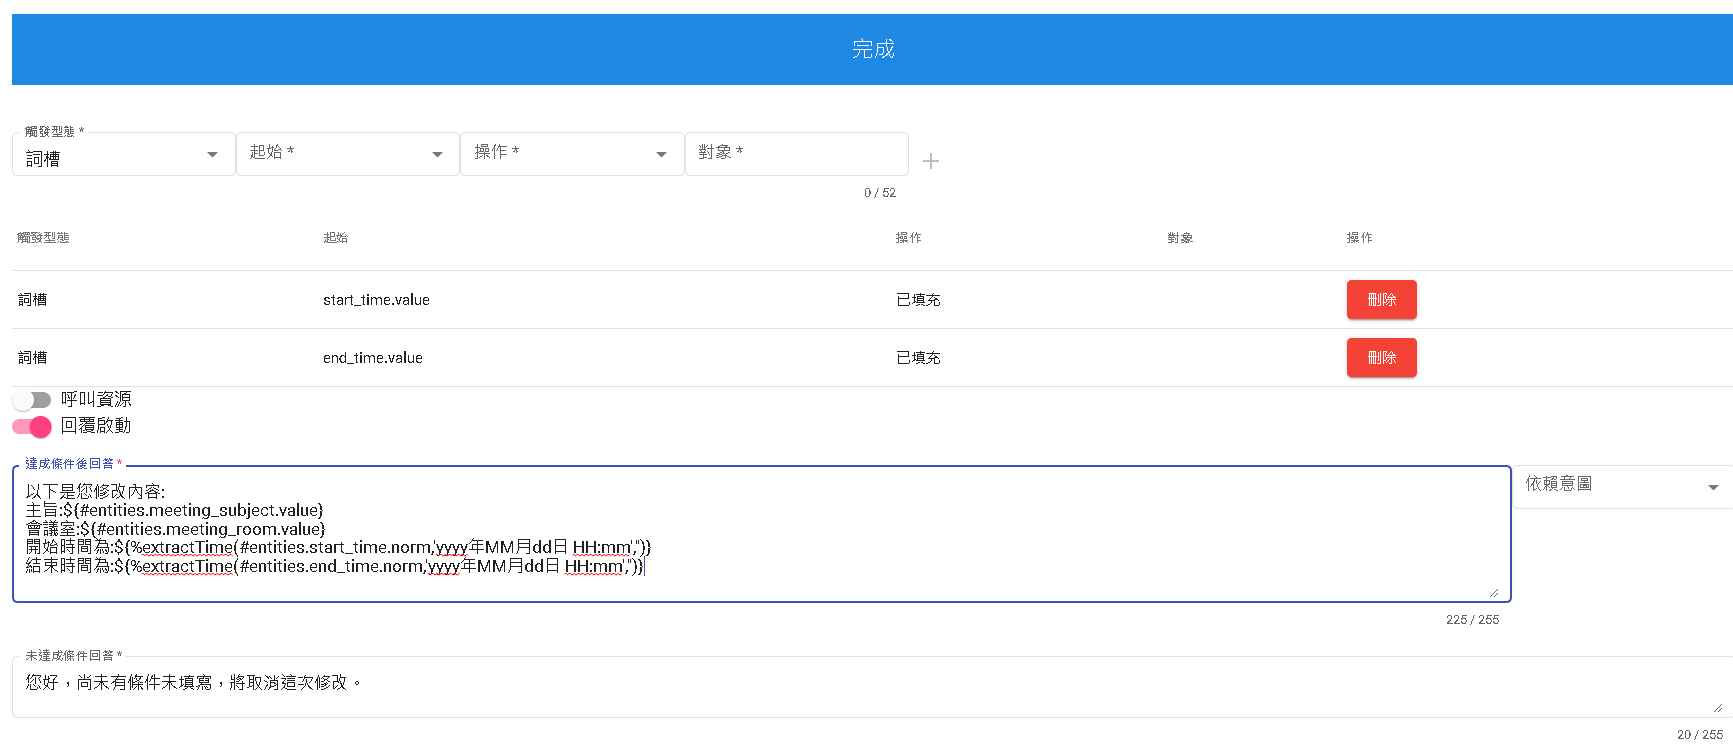 完成
觸發型態 *
詞槽
起始 *
操作 *
對象 *
0 / 52
觸發型態 起始 操作 對象 操作
詞槽 start_time.value 已填充 刪除
詞槽 end_time.value 已填充 刪除
呼叫資源
回覆啟動
達成條件後回答 *
以下是您修改內容:
主旨:${#entities.meeting_subject.value}
會議室:${#entities.meeting_room.value}
開始時間為:${%extractTime(#entities.start_time.norm,'yyyy年MM月dd日 HH:mm','')}
結束時間為:${%extractTime(#entities.end_time.norm,'yyyy年MM月dd日 HH:mm','')}
依賴意圖
225 / 255
未達成條件回答 *
您好，尚未有條件未填寫，將取消這次修改。
20 / 255